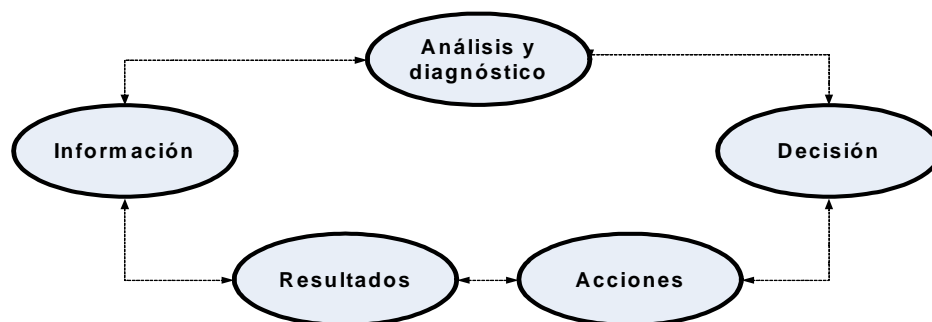 Análisis y
diagnóstico
Información
Decisión
Resultados
Acciones